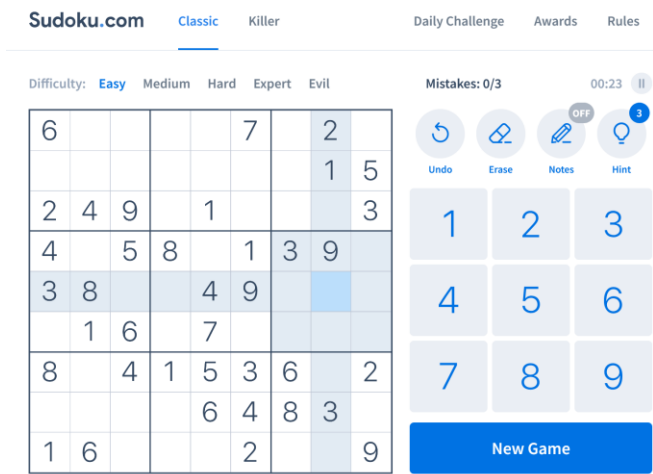 Sudoku.com Classic Killer Daily Challenge Awards Rules
Difficulty: Easy Medium Hard Expert Evil Mistakes: 0/3 00:23
OFF 3
Undo Erase Notes Hint
6 7 2
1 5
2 4 9 1 3
4 5 8 1 3 9
3 8 4 9
1 6 7
8 4 1 5 3 6 2
6 4 8 3
1 6 2 9
1 2 3
4 5 6
7 8 9
New Game